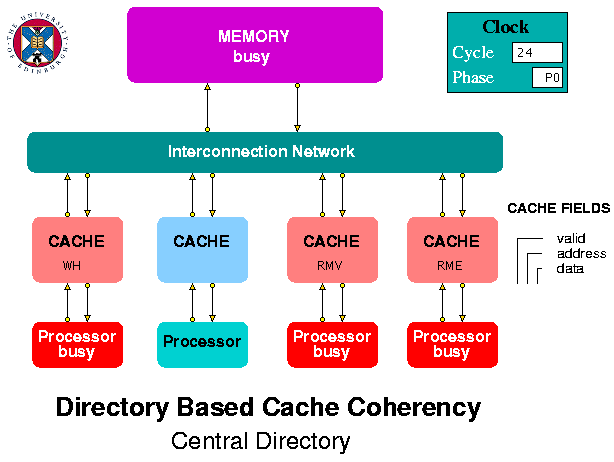 THE UNIVERSITY
OF EDINBURGH
MEMORY
busy
Clock
Cycle 24
Phase P0
Interconnection Network
CACHE
WH
CACHE
CACHE
RMV
CACHE
RME
CACHE FIELDS
valid
address
data
Processor
busy
Processor
Processor
busy
Processor
busy
Directory Based Cache Coherency
Central Directory